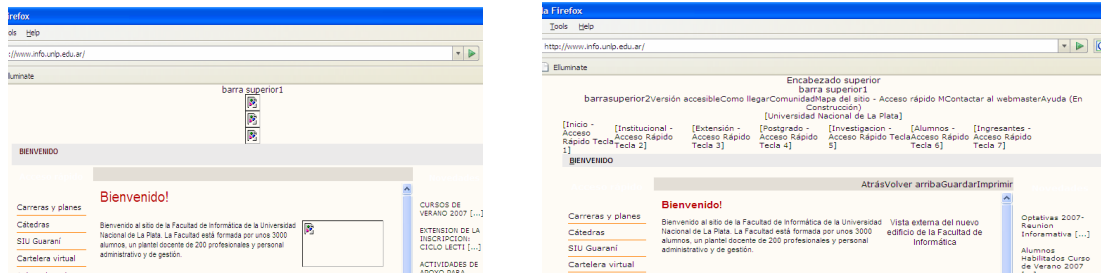 irefox
ols Help
://www.info.unlp.edu.ar/
lluminate
barra superior1
BIENVENIDO
Carreras y planes
Cátedras
SIU Guaraní
Cartelera virtual
Bienvenido!
Bienvenido al sitio de la Facultad de Informática de la Universidad
Nacional de La Plata. La Facultad está formada por unos 3000
alumnos, un plantel docente de 200 profesionales y personal
administrativo y de gestión.
CURSOS DE
VERANO 2007 [...]
EXTENSION DE LA
INSCRIPCION:
CICLO LECTI [...]
ACTIVIDADES DE
APOYO PARA
la Firefox
Tools Help
http://www.info.unlp.edu.ar/
Elluminate
Encabezado superior
barra superior1
barrasuperior2Versión accesibleComo llegarComunidadMapa del sitio - Acceso rápido MContactar al webmasterAyuda (En
Construcción)
[Universidad Nacional de La Plata]
[Inicio -
Acceso
Rápido Tecla
1]
[Institucional -
Acceso Rápido
Tecla 2]
[Extensión -
Acceso Rápido
Tecla 3]
[Postgrado -
Acceso Rápido
Tecla 4]
[Investigacion -
Acceso Rápido Tecla
5]
[Alumnos -
Acceso Rápido
Tecla 6]
[Ingresantes -
Acceso Rápido
Tecla 7]
BIENVENIDO
AtrásVolver arribaGuardarImprimir
Carreras y planes
Cátedras
SIU Guaraní
Cartelera virtual
Bienvenido!
Bienvenido al sitio de la Facultad de Informática de la Universidad
Nacional de La Plata. La Facultad está formada por unos 3000
alumnos, un plantel docente de 200 profesionales y personal
administrativo y de gestión.
Vista externa del nuevo
edificio de la Facultad de
Informática
Optativas 2007-
Reunion
Informativa [...]
Alumnos
Habilitados Curso
de Verano 2007